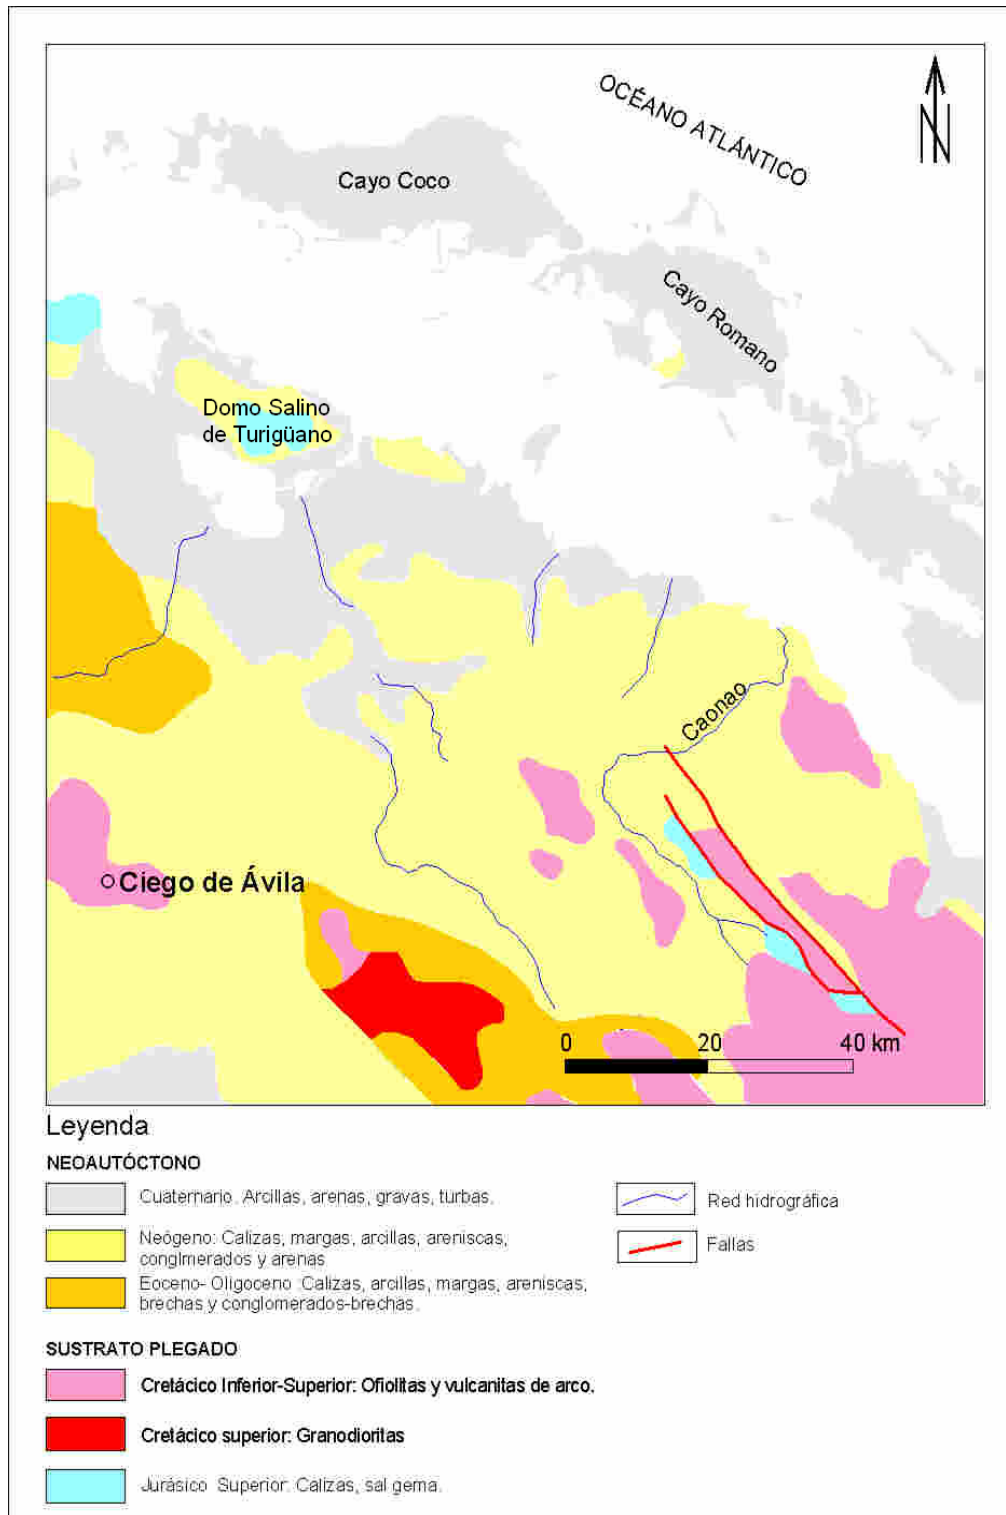 OCÉANO ATLÁNTICO
N
Cayo Coco
Cayo Romano
Domo Salino
de Turigüano
Caonao
Ciego de Ávila
0 20 40 km
Leyenda
NEOAUTÓCTONO
Cuaternario. Arcillas, arenas, gravas, turbas.
Neógeno: Calizas, margas, arcillas, areniscas,
conglmerados y arenas
Eoceno- Oligoceno :Calizas, arcillas, margas, areniscas,
brechas y conglomerados-brechas.
Red hidrográfica
Fallas
SUSTRATO PLEGADO
Cretácico Inferior-Superior: Ofiolitas y vulcanitas de arco.
Cretácico superior: Granodioritas
Jurásico Superior: Calizas, sal gema.